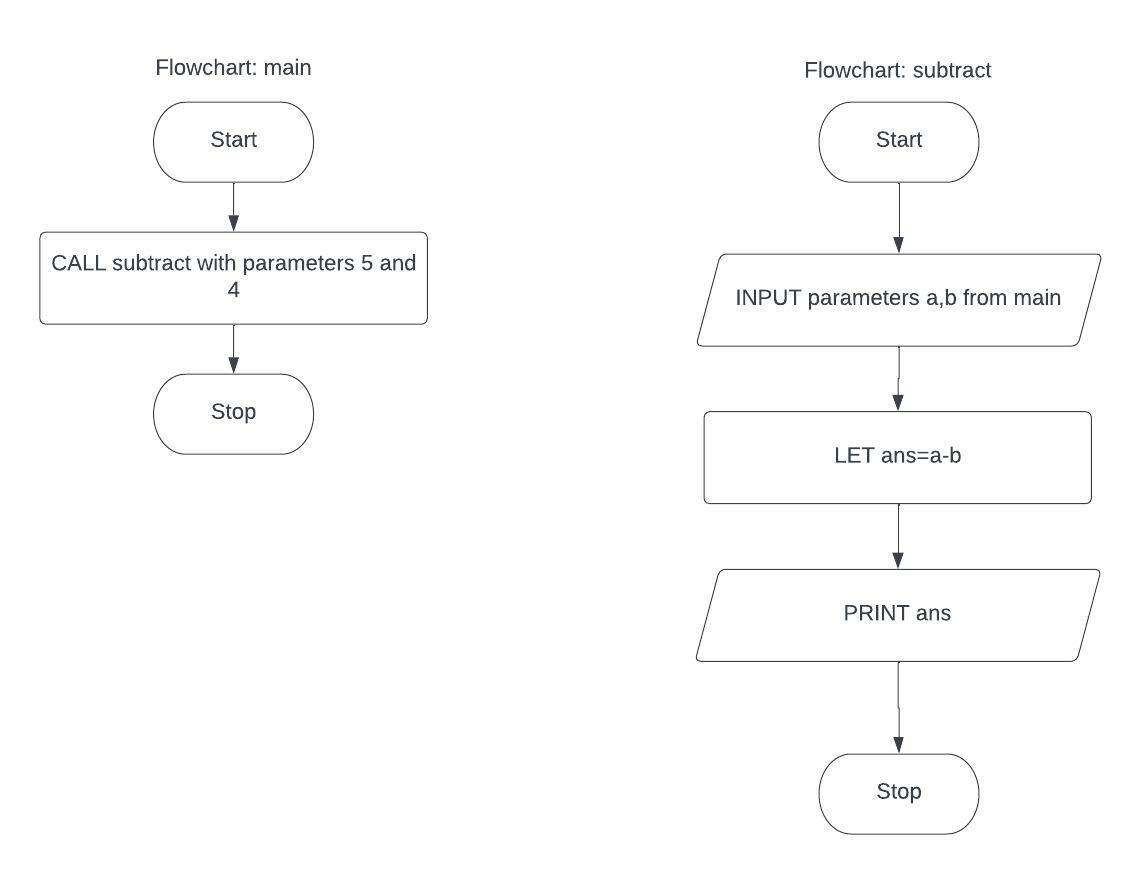 Flowchart: main
Start
CALL subtract with parameters 5 and
4
Stop
Flowchart: subtract
Start
INPUT parameters a,b from main
LET ans=a-b
PRINT ans
Stop